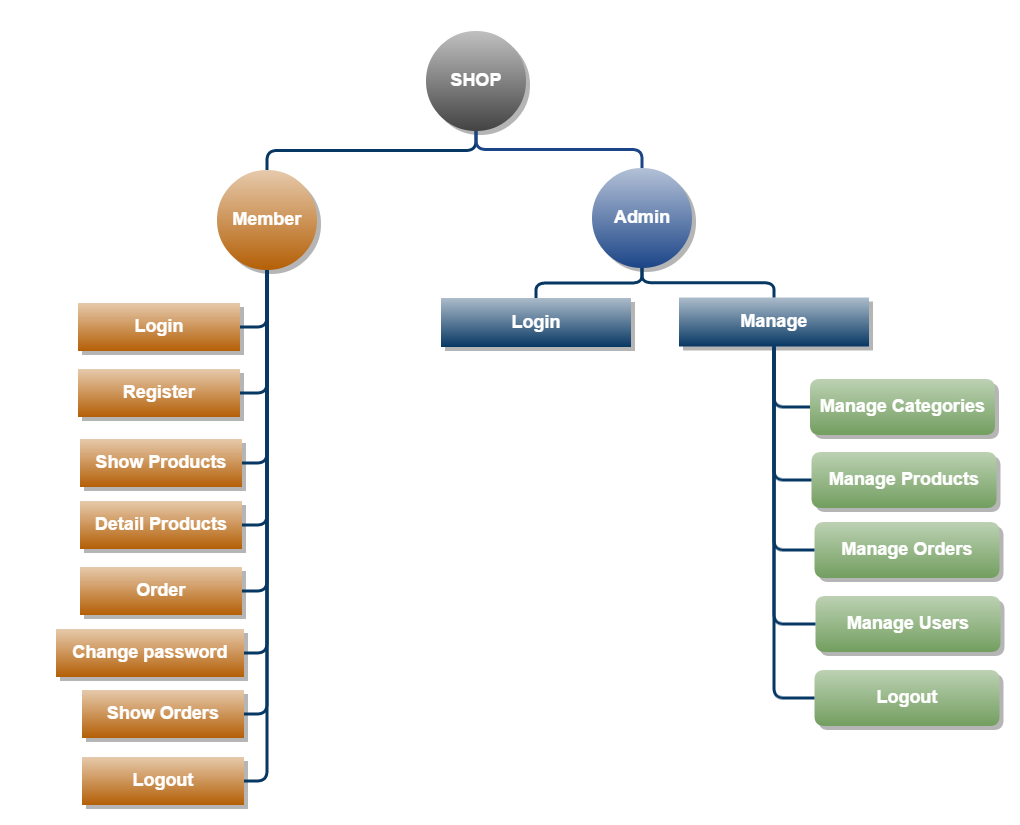 SHOP
Member
Admin
Login
Register
Show Products
Detail Products
Order
Change password
Show Orders
Logout
Login
Manage
Manage Categories
Manage Products
Manage Orders
Manage Users
Logout